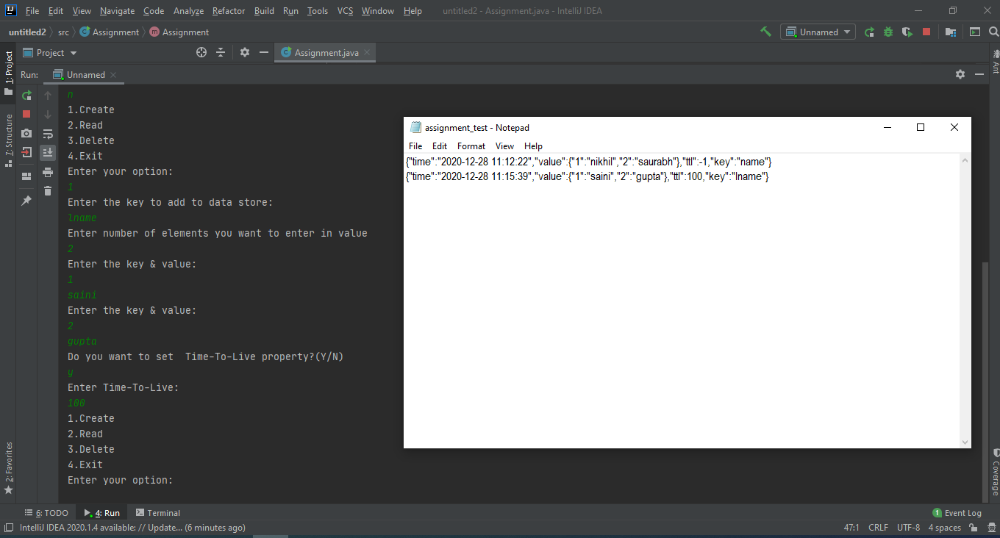 File Edit View Navigate Code Analyze Refactor Build Run Tools VCS Window Help untitled2 - Assignment.java - IntelliJ IDEA
untitled2 src Assignment Assignment Unnamed
Project Assignment.java
Run: Unnamed
1: Project
7: Structure
2: Favorites
Ant
Coverage
n
1.Create
2.Read
3.Delete
4.Exit
Enter your option:
1
Enter the key to add to data store:
lname
Enter number of elements you want to enter in value
2
Enter the key & value:
1
saini
Enter the key & value:
2
gupta
Do you want to set  Time-To-Live property?(Y/N)
y
Enter Time-To-Live:
100
1.Create
2.Read
3.Delete
4.Exit
Enter your option:
assignment_test - Notepad
File Edit Format View Help
{"time":"2020-12-28 11:12:22","value":{"1":"nikhil","2":"saurabh"},"ttl":-1,"key":"name"}
{"time":"2020-12-28 11:15:39","value":{"1":"saini","2":"gupta"},"ttl":100,"key":"lname"}
6: TODO 4: Run Terminal 1 Event Log
IntelliJ IDEA 2020.1.4 available: // Update... (6 minutes ago) 47:1 CRLF UTF-8 4 spaces